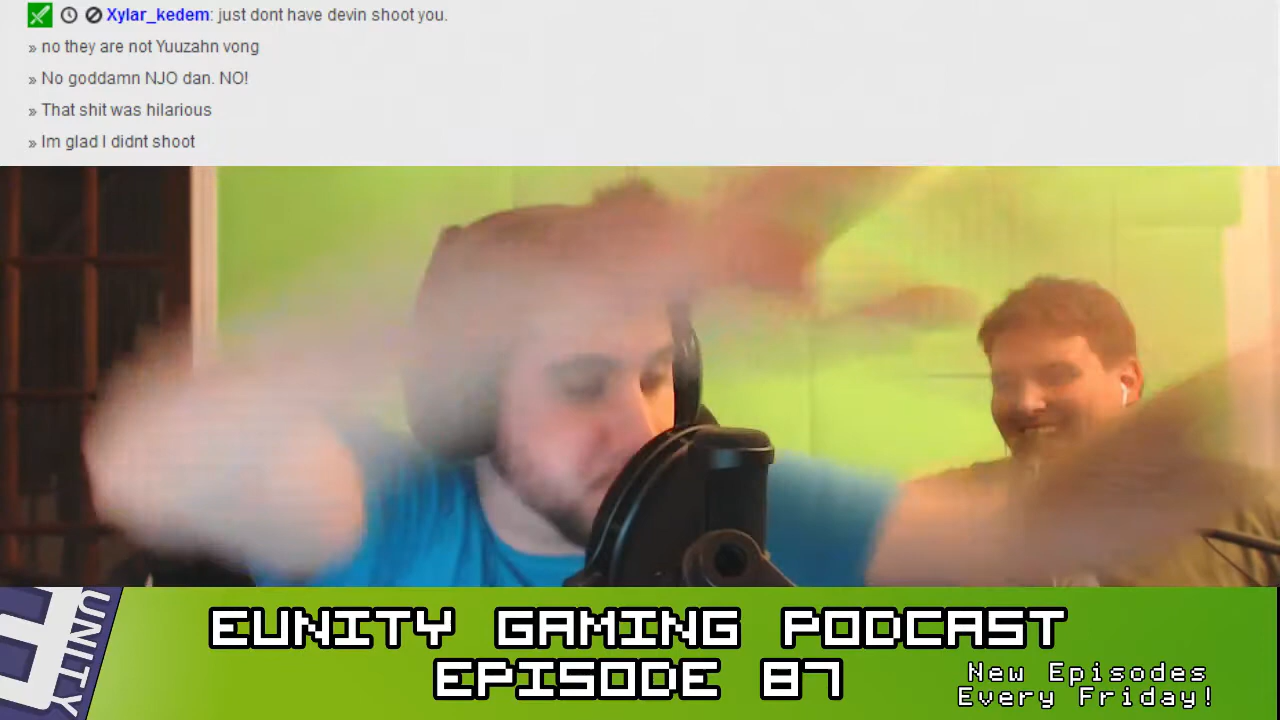 Xylar_kedem: just dont have devin shoot you.
» no they are not Yuuzahn vong
» No goddamn NJO dan. NO!
» That shit was hilarious
» Im glad I didnt shoot
EUNITY GAMING PODCAST
EPISODE 87
New Episodes
Every Friday!
E
UNITY